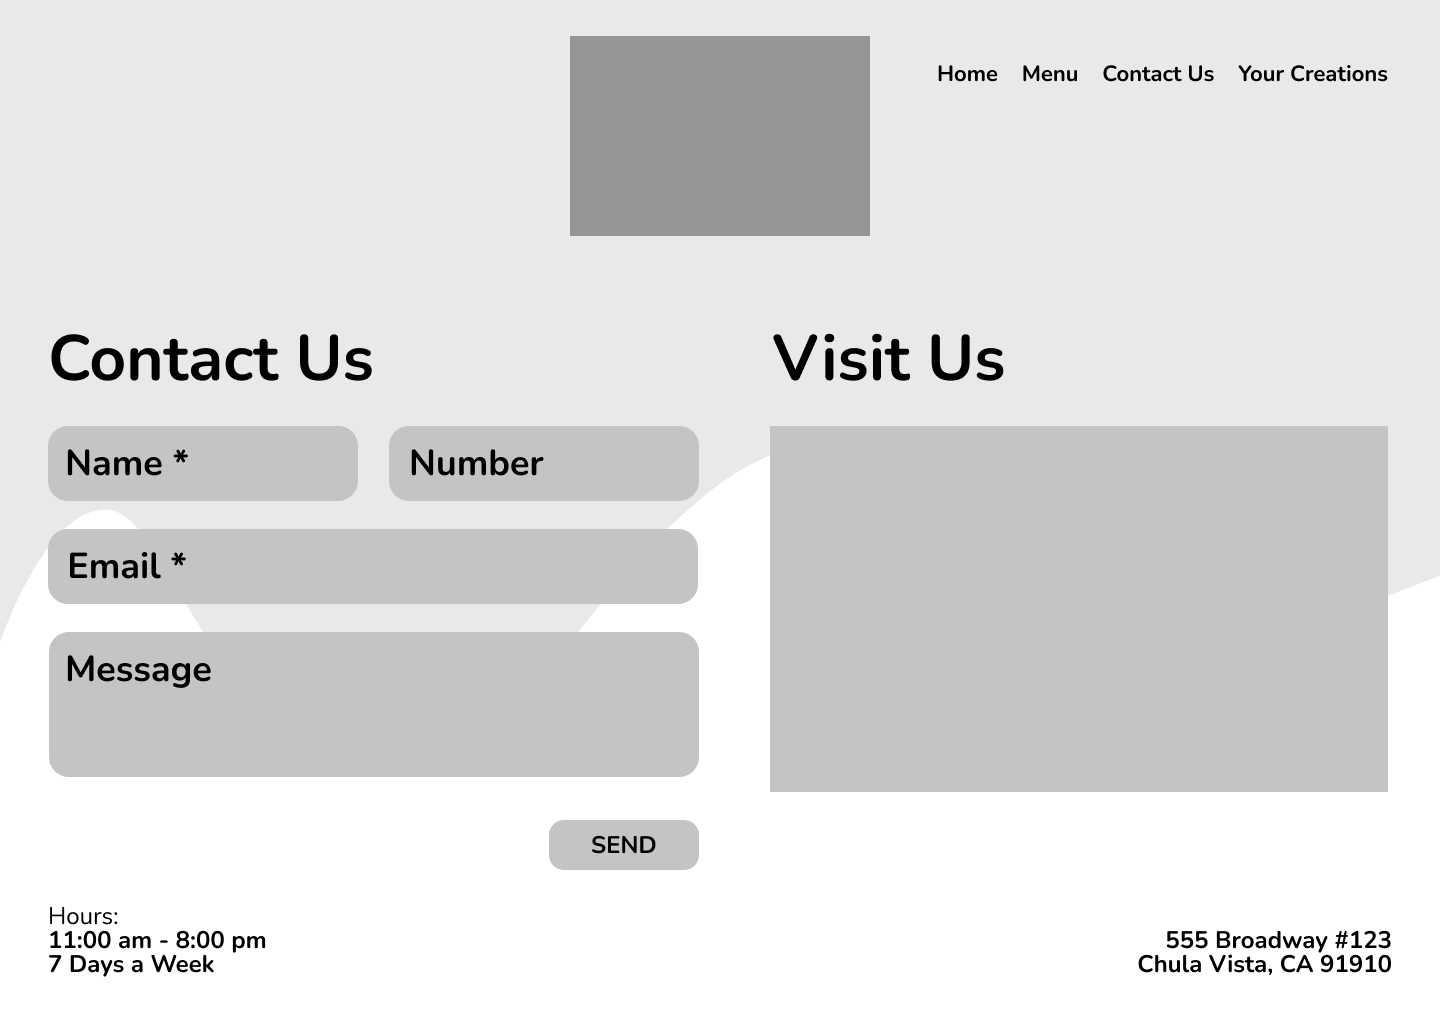 Home Menu Contact Us Your Creations
Contact Us
Visit Us
Name *
Number
Email *
Message
SEND
Hours:
11:00 am - 8:00 pm
7 Days a Week
555 Broadway #123
Chula Vista, CA 91910